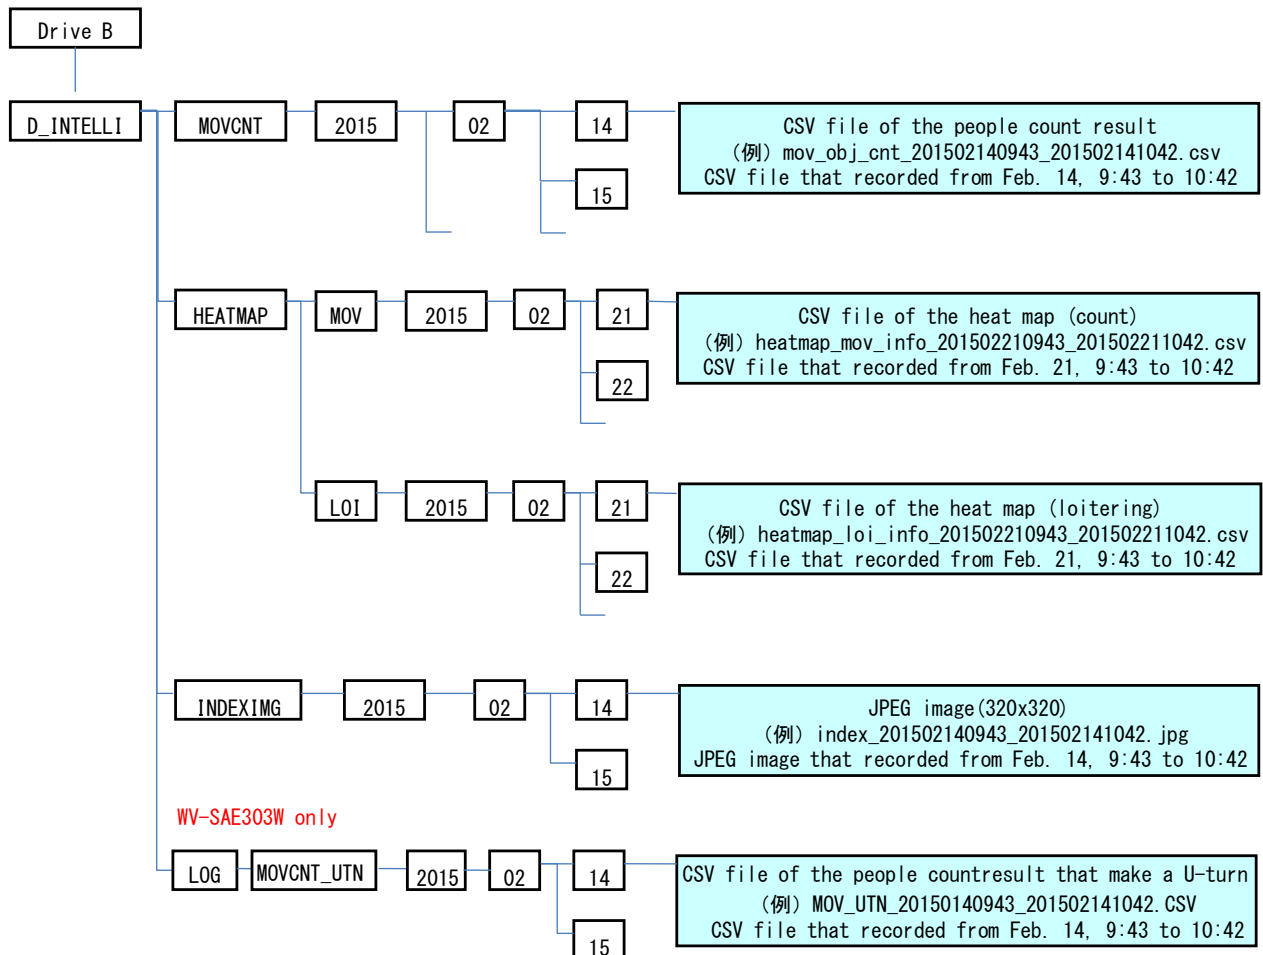 Drive B
D_INTELLI
MOVCNT
2015
02
14
CSV file of the people count result
(例) mov_obj_cnt_201502140943_201502141042.csv
CSV file that recorded from Feb. 14, 9:43 to 10:42
15
HEATMAP
MOV
2015
02
21
CSV file of the heat map (count)
(例) heatmap_mov_info_201502210943_201502211042.csv
CSV file that recorded from Feb. 21, 9:43 to 10:42
22
LOI
2015
02
21
CSV file of the heat map (loitering)
(例) heatmap_loi_info_201502210943_201502211042.csv
CSV file that recorded from Feb. 21, 9:43 to 10:42
22
INDEXIMG
2015
02
14
JPEG image(320x320)
(例) index_201502140943_201502141042.jpg
JPEG image that recorded from Feb. 14, 9:43 to 10:42
15
WV-SAE303W only
LOG
MOVCNT_UTN
2015
02
14
CSV file of the people countresult that make a U-turn
(例) MOV_UTN_20150140943_201502141042.CSV
CSV file that recorded from Feb. 14, 9:43 to 10:42
15